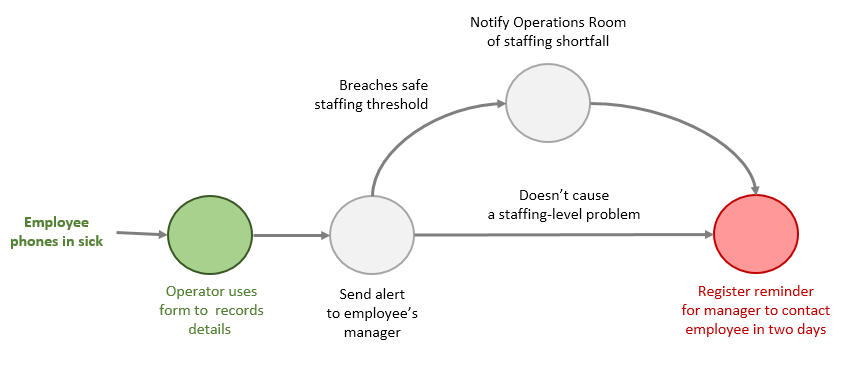 Notify Operations Room
of staffing shortfall
Breaches safe
staffing threshold
Doesn't cause
a staffing-level problem
Employee
phones in sick
Operator uses
form to  records
details
Send alert
to employee's
manager
Register reminder
for manager to contact
employee in two days